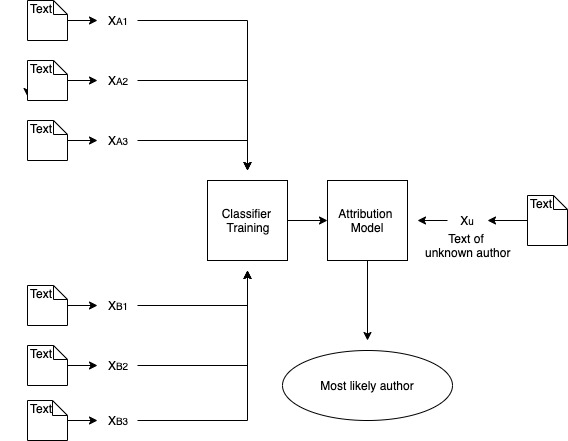 Text
XA1
Text
XA2
Text
XA3
Classifier
Training
Attribution
Model
Xu
Text of
unknown author
Text
Text
XB1
Text
XB2
Text
XB3
Most likely author